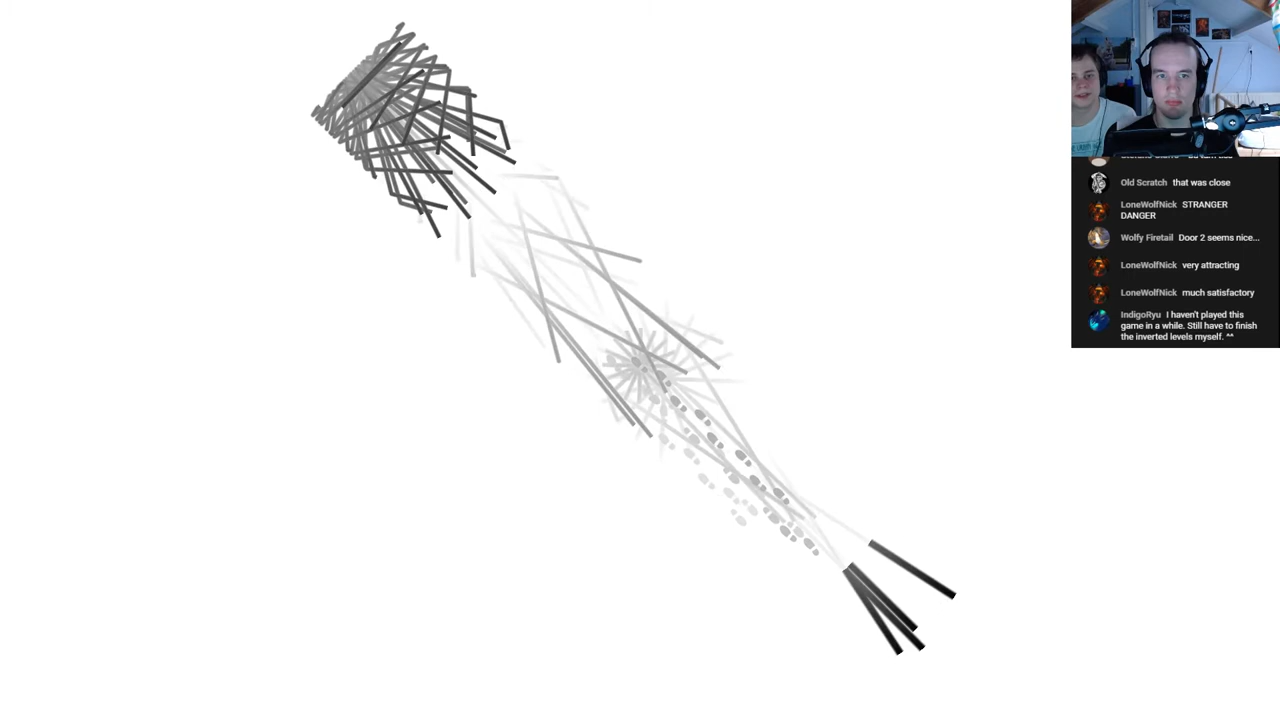 Old Scratch that was close
LoneWolfNick STRANGER
DANGER
Wolfy Firetail Door 2 seems nice...
LoneWolfNick very attracting
LoneWolfNick much satisfactory
IndigoRyu I haven't played this
game in a while. Still have to finish
the inverted levels myself. ^^